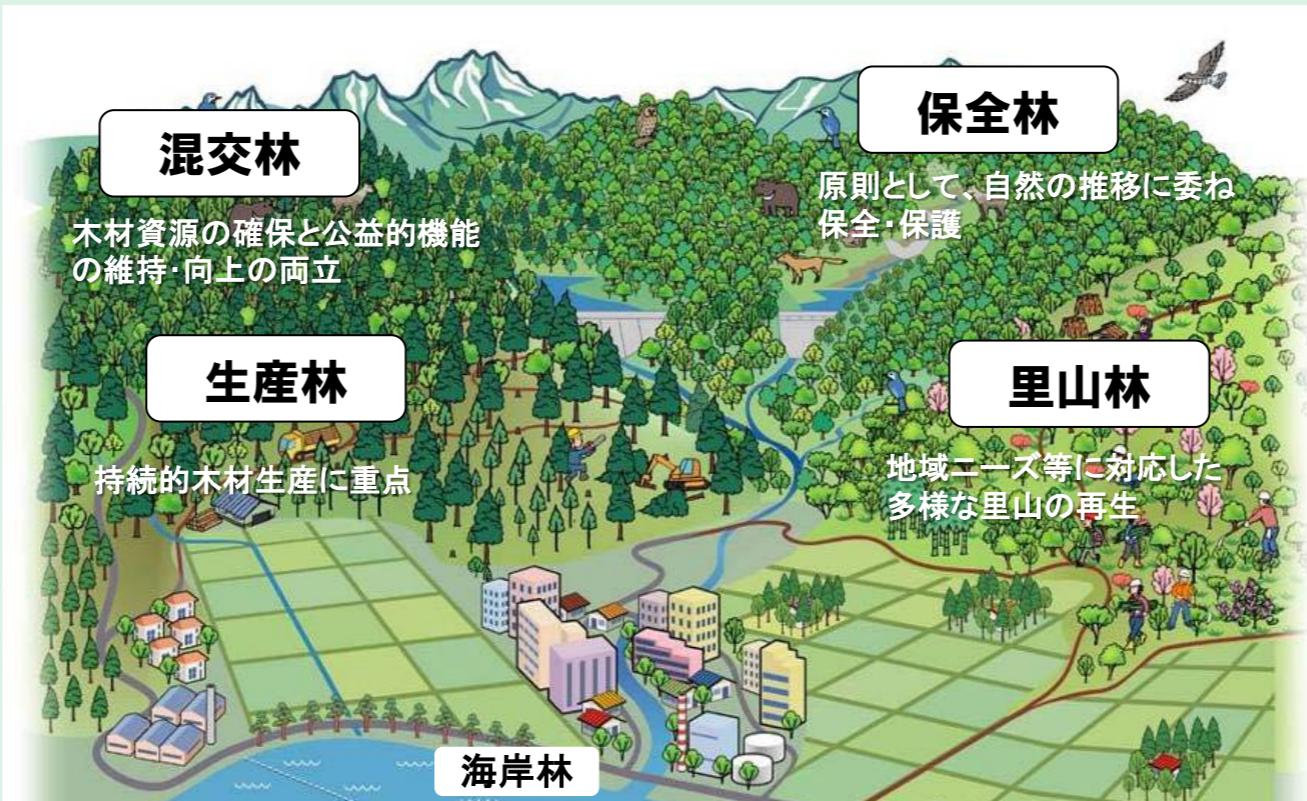 混交林
木材資源の確保と公益的機能
の維持・向上の両立
保全林
原則として、自然の推移に委ね
保全・保護
生産林
持続的木材生産に重点
里山林
地域ニーズ等に対応した
多様な里山の再生
海岸林